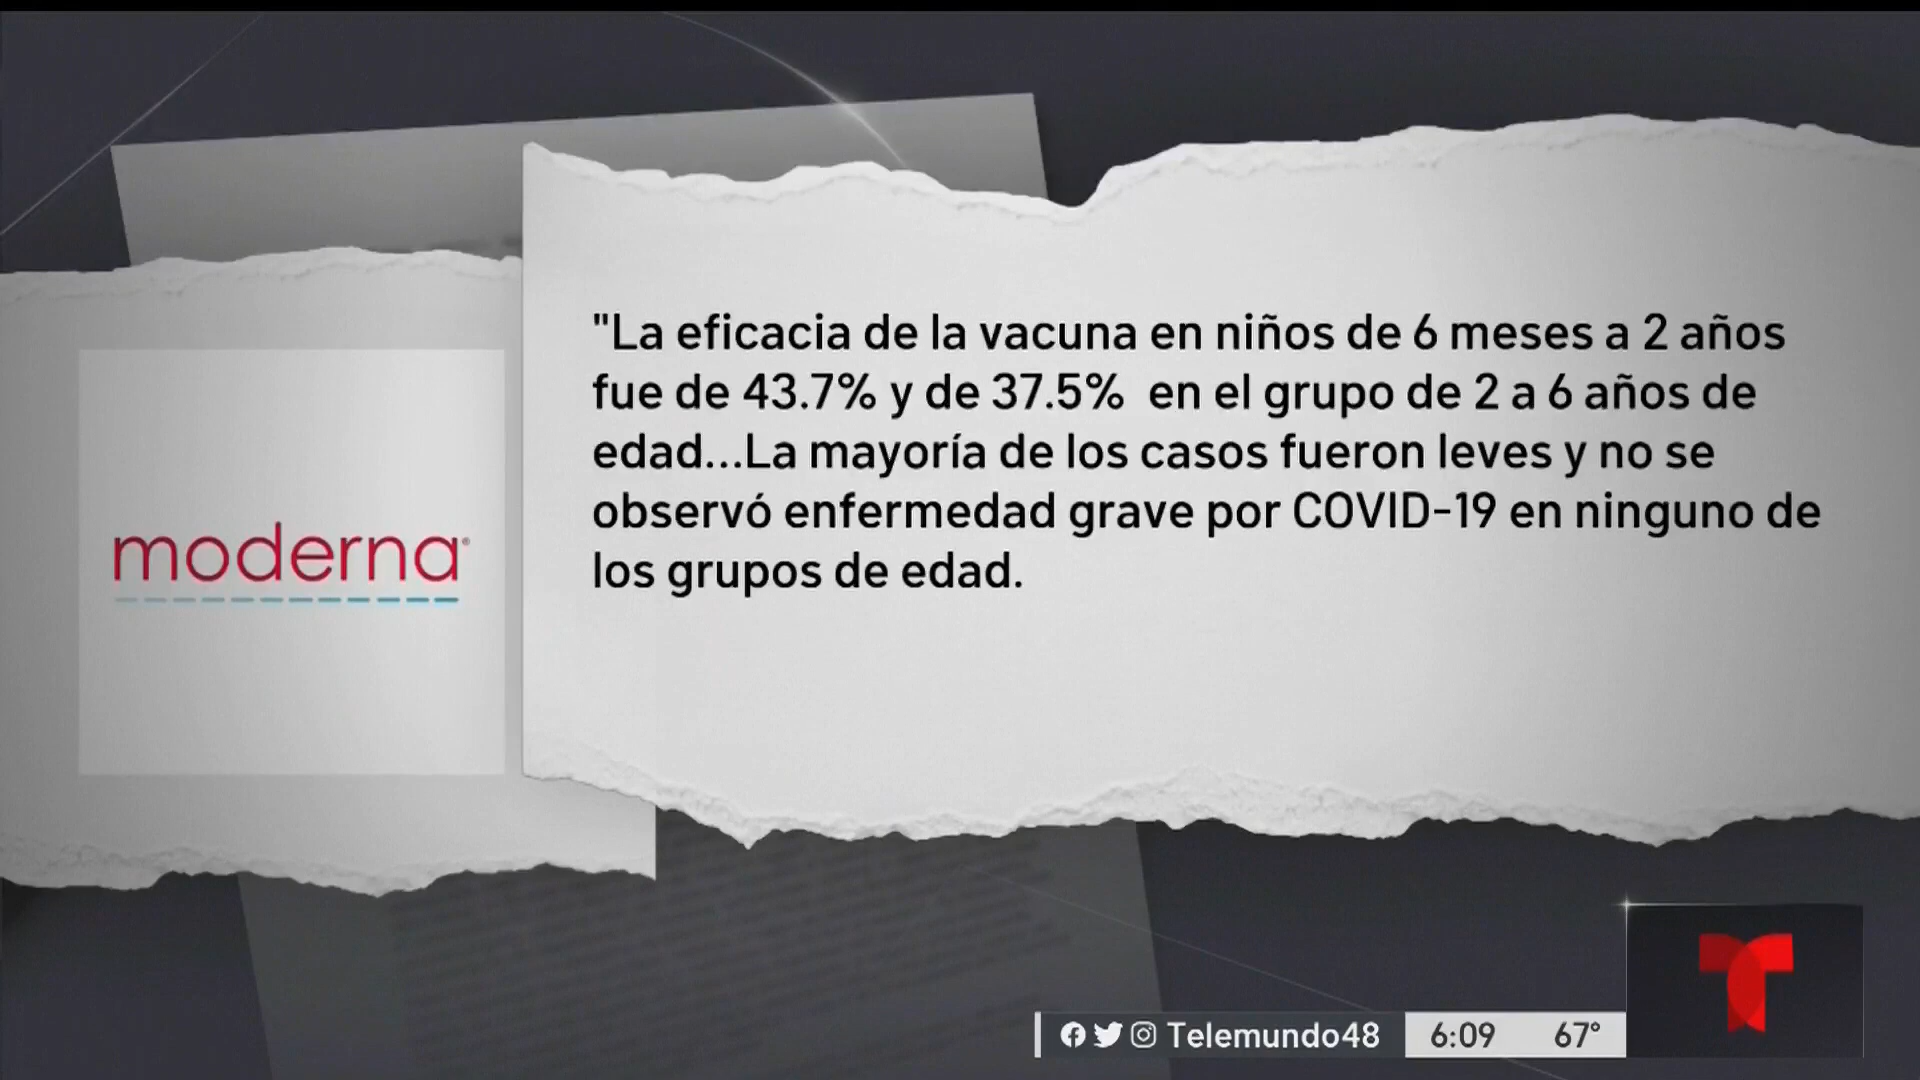 "La eficacia de la vacuna en niños de 6 meses a 2 años
fue de 43.7% y de 37.5%  en el grupo de 2 a 6 años de
edad...La mayoría de los casos fueron leves y no se
observó enfermedad grave por COVID-19 en ninguno de
los grupos de edad.
moderna®
Telemundo48
6:09 67°